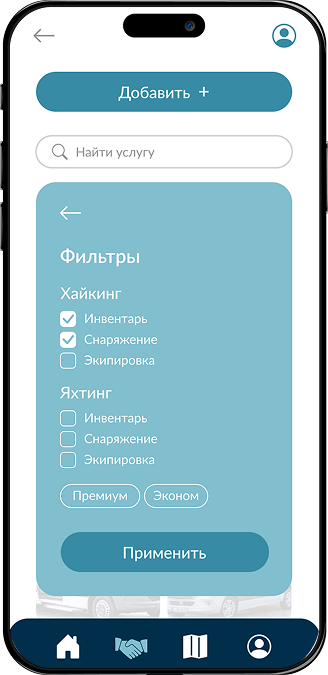 Добавить +
Найти услугу
Фильтры
Хайкинг
Инвентарь
Снаряжение
Экипировка
Яхтинг
Инвентарь
Снаряжение
Экипировка
Премиум Эконом
Применить